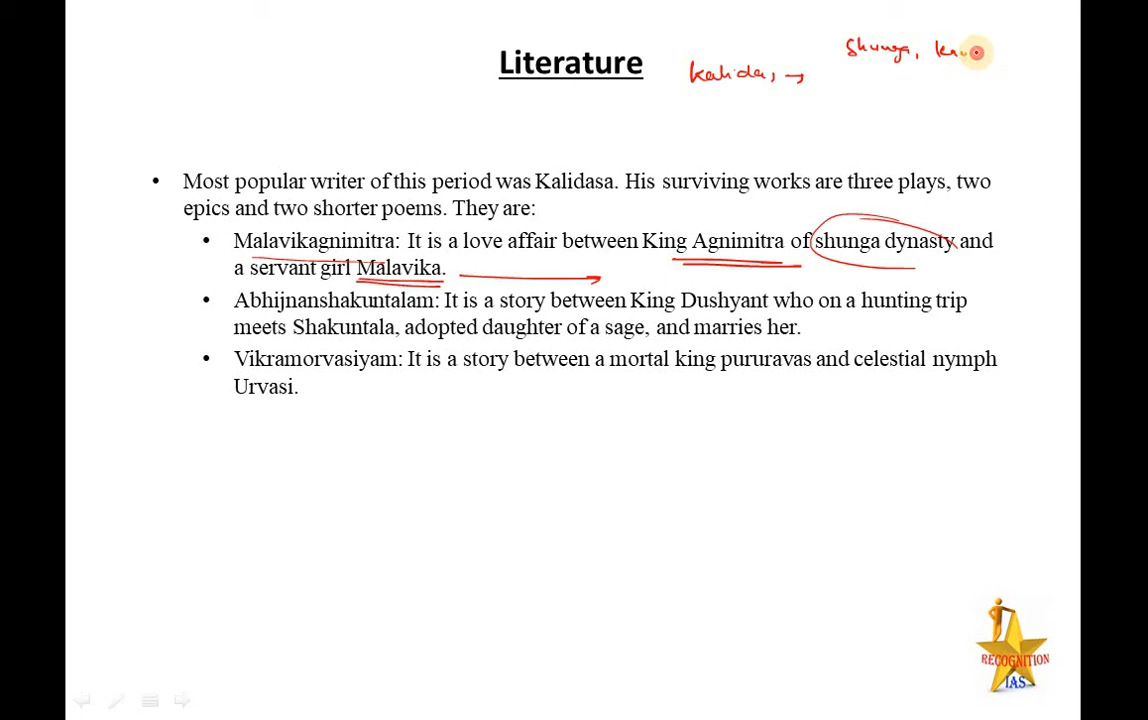 Literature
Shunga,
Kalidas →
• Most popular writer of this period was Kalidasa. His surviving works are three plays, two
epics and two shorter poems. They are:
• Malavikagnimitra: It is a love affair between King Agnimitra of shunga dynasty and
a servant girl Malavika.
• Abhijnanshakuntalam: It is a story between King Dushyant who on a hunting trip
meets Shakuntala, adopted daughter of a sage, and marries her.
• Vikramorvasiyam: It is a story between a mortal king pururavas and celestial nymph
Urvasi.
RECOGNITION
IAS